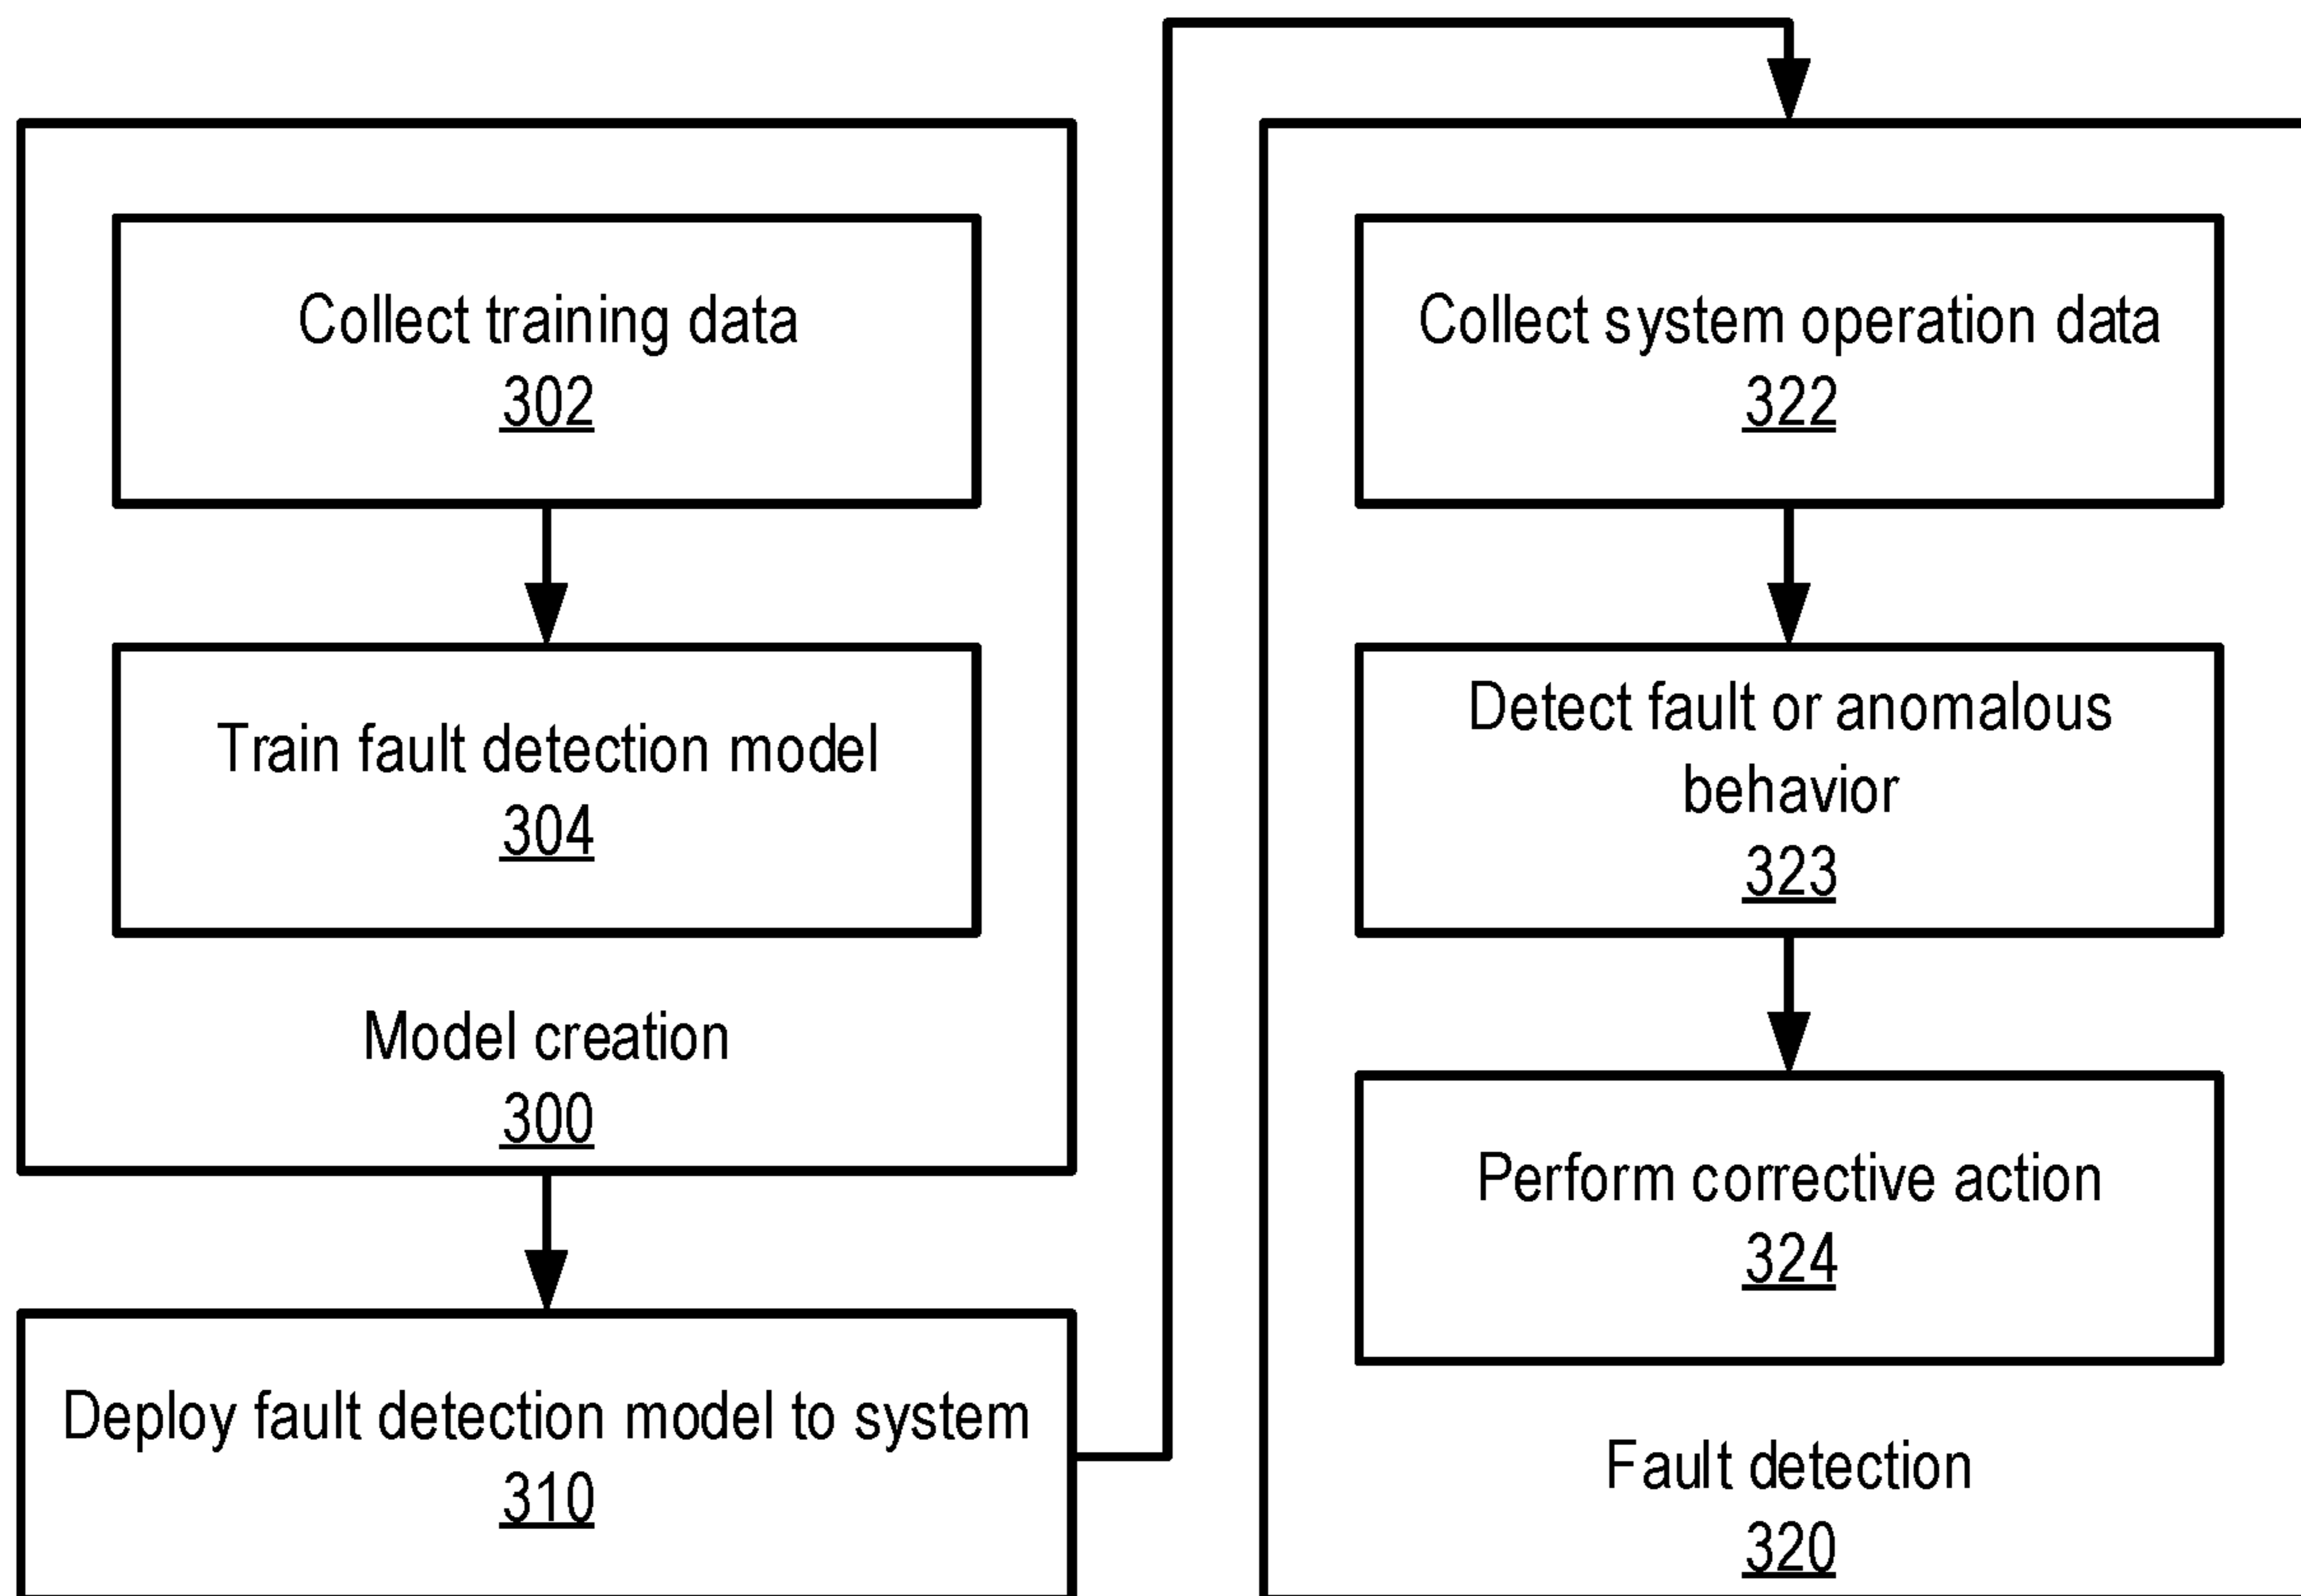 Collect training data
302
Train fault detection model
304
Model creation
300
Deploy fault detection model to system
310
Collect system operation data
322
Detect fault or anomalous
behavior
323
Perform corrective action
324
Fault detection
320